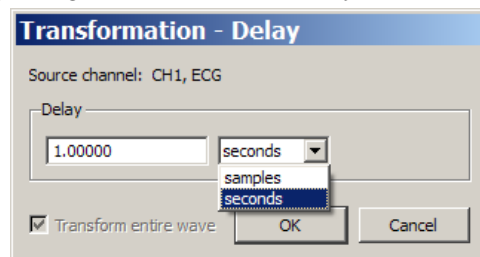 Transformation - Delay
Source channel: CH1, ECG
Delay
1.00000 seconds
samples
seconds
Transform entire wave OK Cancel